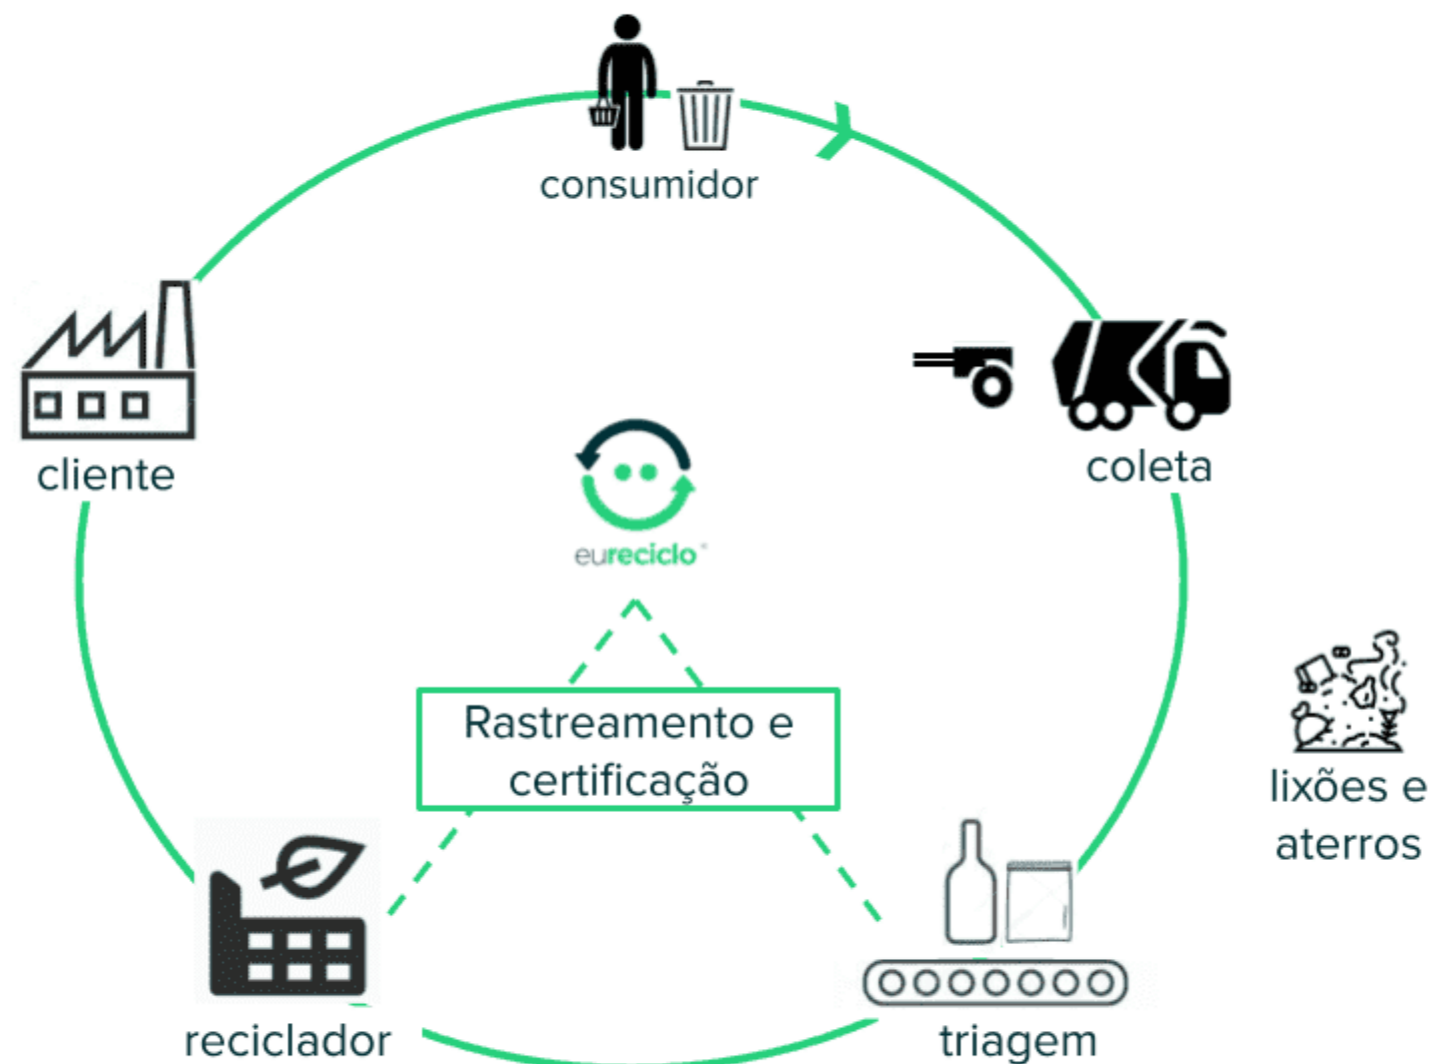 consumidor
cliente
coleta
eureciclo®
Rastreamento e
certificação
lixões e
aterros
reciclador
triagem